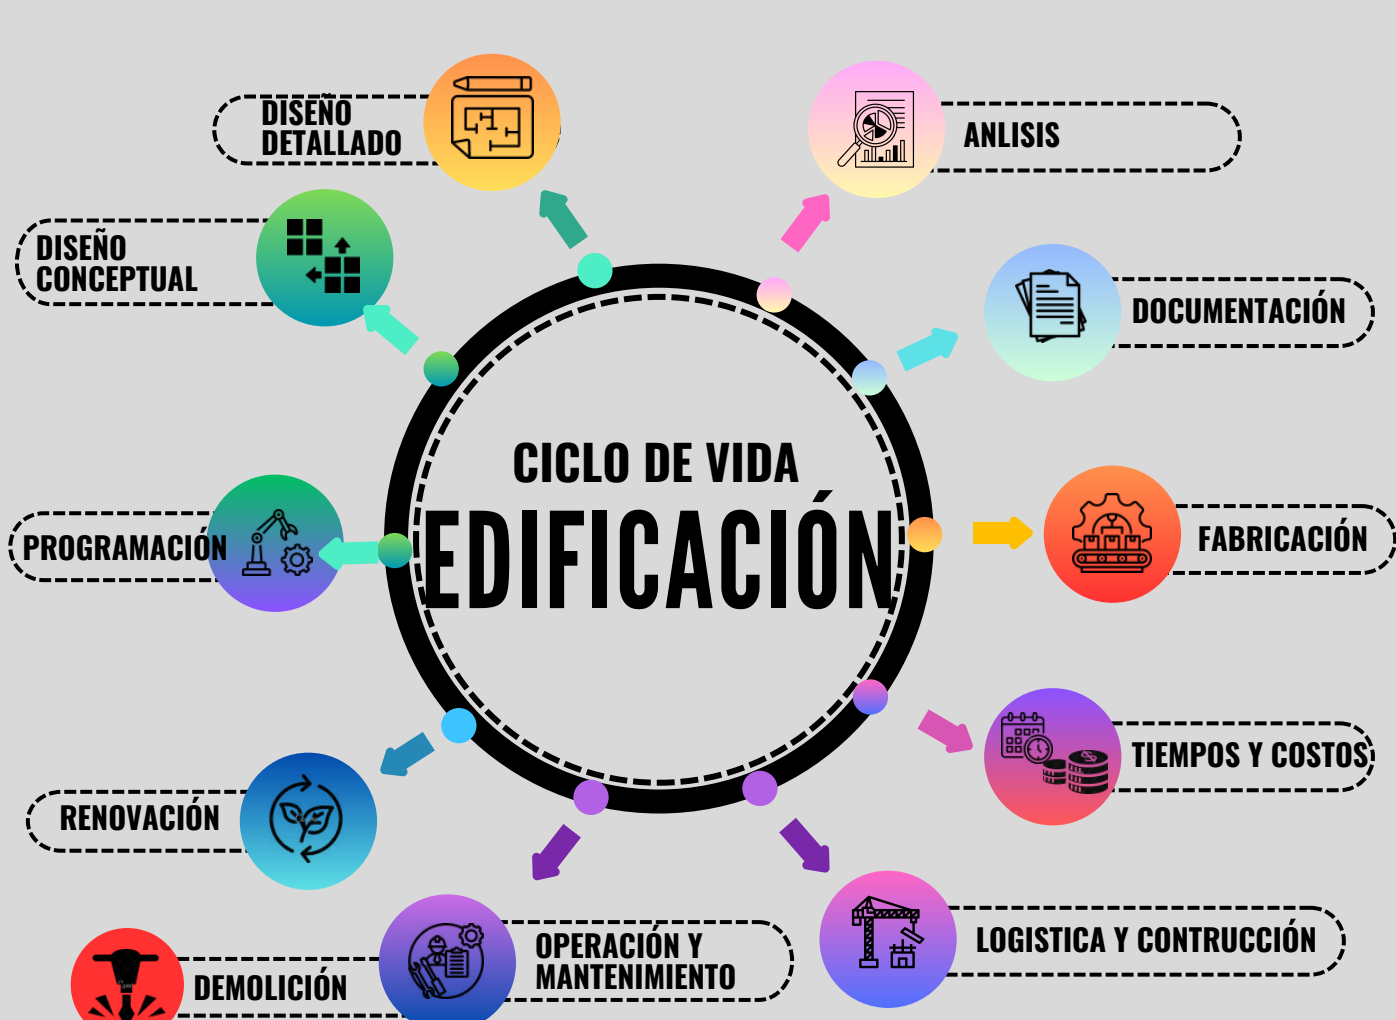 DISEÑO
DETALLADO
ANLISIS
DISEÑO
CONCEPTUAL
DOCUMENTACIÓN
CICLO DE VIDA
EDIFICACIÓN
PROGRAMACIÓN
FABRICACIÓN
TIEMPOS Y COSTOS
RENOVACIÓN
OPERACIÓN Y
MANTENIMIENTO
LOGISTICA Y CONTRUCCIÓN
DEMOLICIÓN